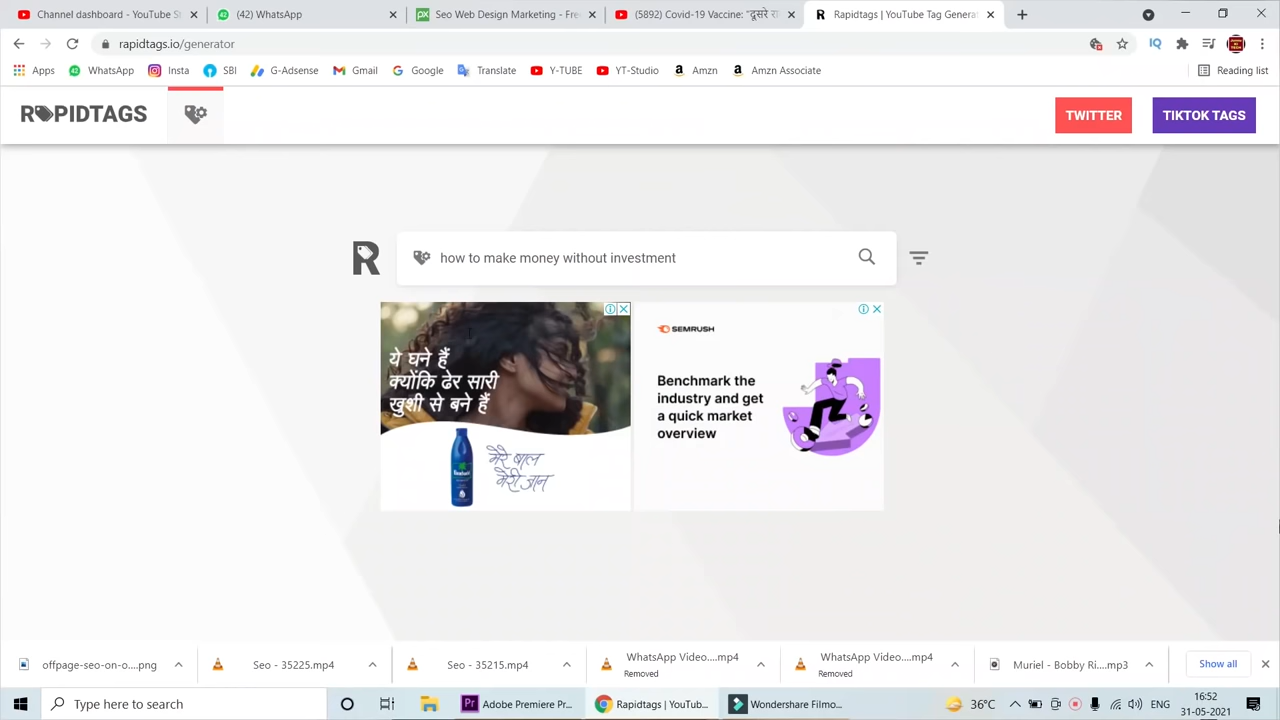 Channel dashboard - YouTube St
(42) WhatsApp
Seo Web Design Marketing - Fre
(5892) Covid-19 Vaccine: "दूसरे रा
Rapidtags | YouTube Tag Generat
rapidtags.io/generator
Apps
WhatsApp
Insta
SBI
G-Adsense
Gmail
Google
Translate
Y-TUBE
YT-Studio
Amzn
Amzn Associate
Reading list
RAPIDTAGS
TWITTER
TIKTOK TAGS
how to make money without investment
ये घने हैं
क्योंकि ढेर सारी
खुशी से बने हैं
मेरे बाल
मेरी जान
SEMRUSH
Benchmark the
industry and get
a quick market
overview
offpage-seo-on-o....png
Seo - 35225.mp4
Seo - 35215.mp4
WhatsApp Video....mp4
Removed
WhatsApp Video....mp4
Removed
Muriel - Bobby Ri....mp3
Show all
Type here to search
Adobe Premiere Pr...
Rapidtags | YouTub...
Wondershare Filmo...
36°C
ENG
16:52
31-05-2021